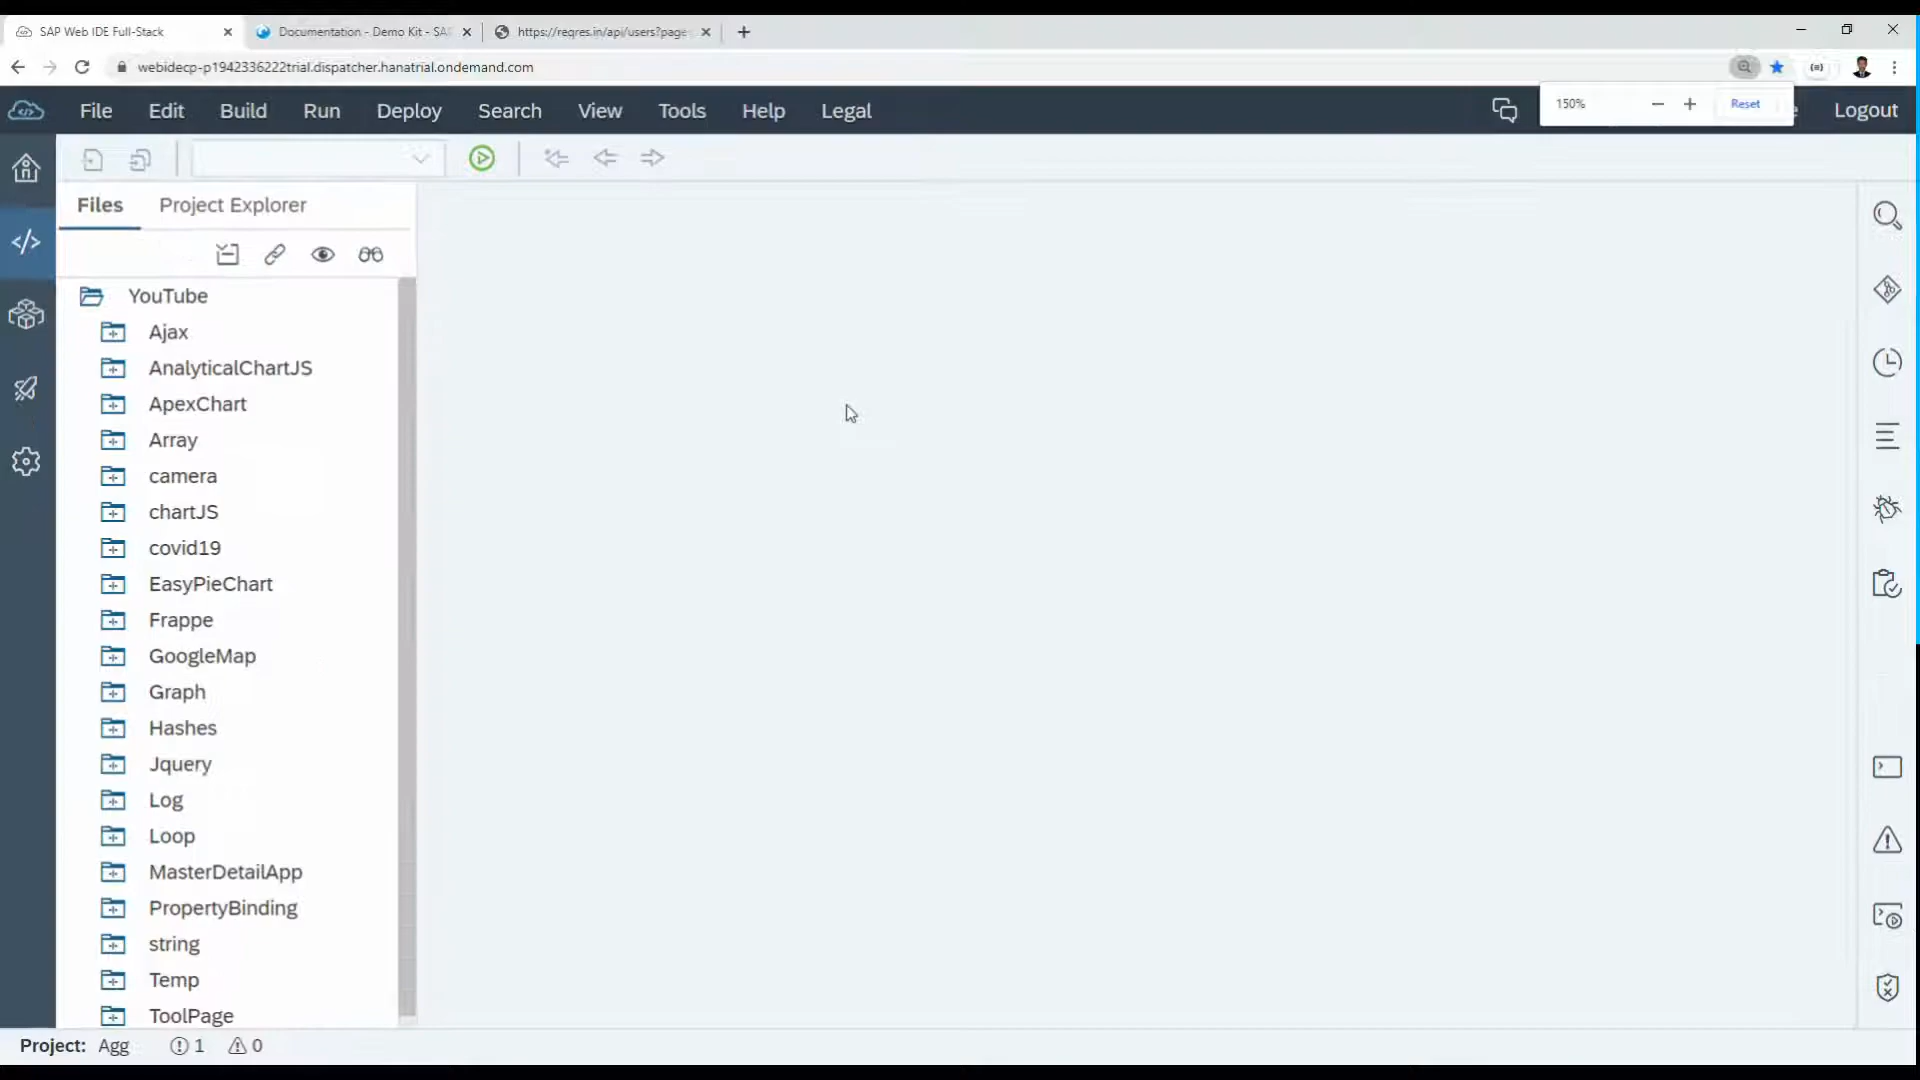 SAP Web IDE Full-Stack
Documentation - Demo Kit - SA
https://reqres.in/api/users?page
webidecp-p1942336222trial.dispatcher.hanatrial.ondemand.com
File Edit Build Run Deploy Search View Tools Help Legal
150%
Reset
Logout
Files Project Explorer
YouTube
Ajax
AnalyticalChartJS
ApexChart
Array
camera
chartJS
covid19
EasyPieChart
Frappe
GoogleMap
Graph
Hashes
Jquery
Log
Loop
MasterDetailApp
PropertyBinding
string
Temp
ToolPage
Project: Agg 1 0